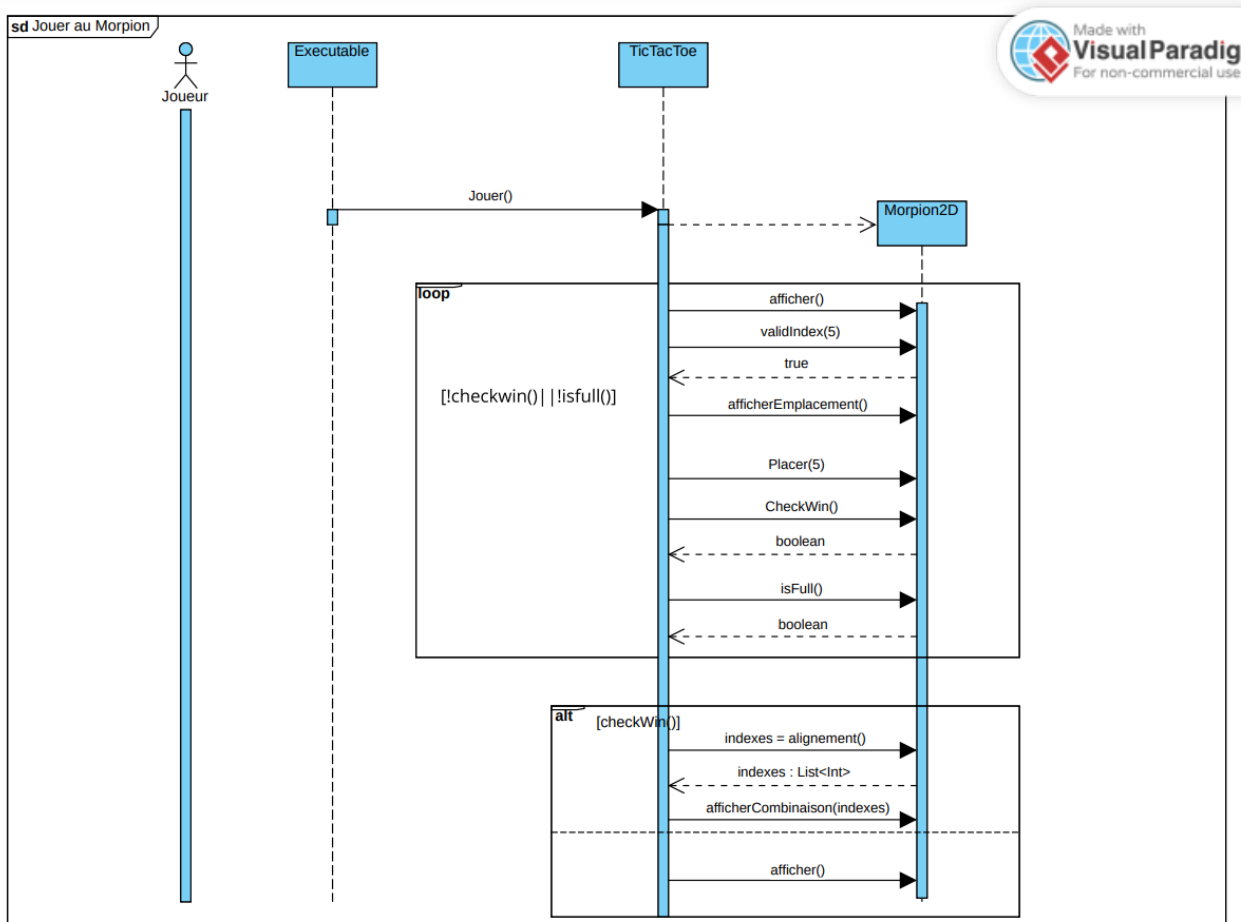 sd Jouer au Morpion
Made with
Visual Paradig
For non-commercial use
Joueur
Executable
TicTacToe
Jouer()
Morpion2D
loop
[!checkwin()||!isfull()]
afficher()
validIndex(5)
true
afficherEmplacement()
Placer(5)
CheckWin()
boolean
isFull()
boolean
alt [checkWin()]
indexes = alignement()
indexes : List<Int>
afficherCombinaison(indexes)
afficher()